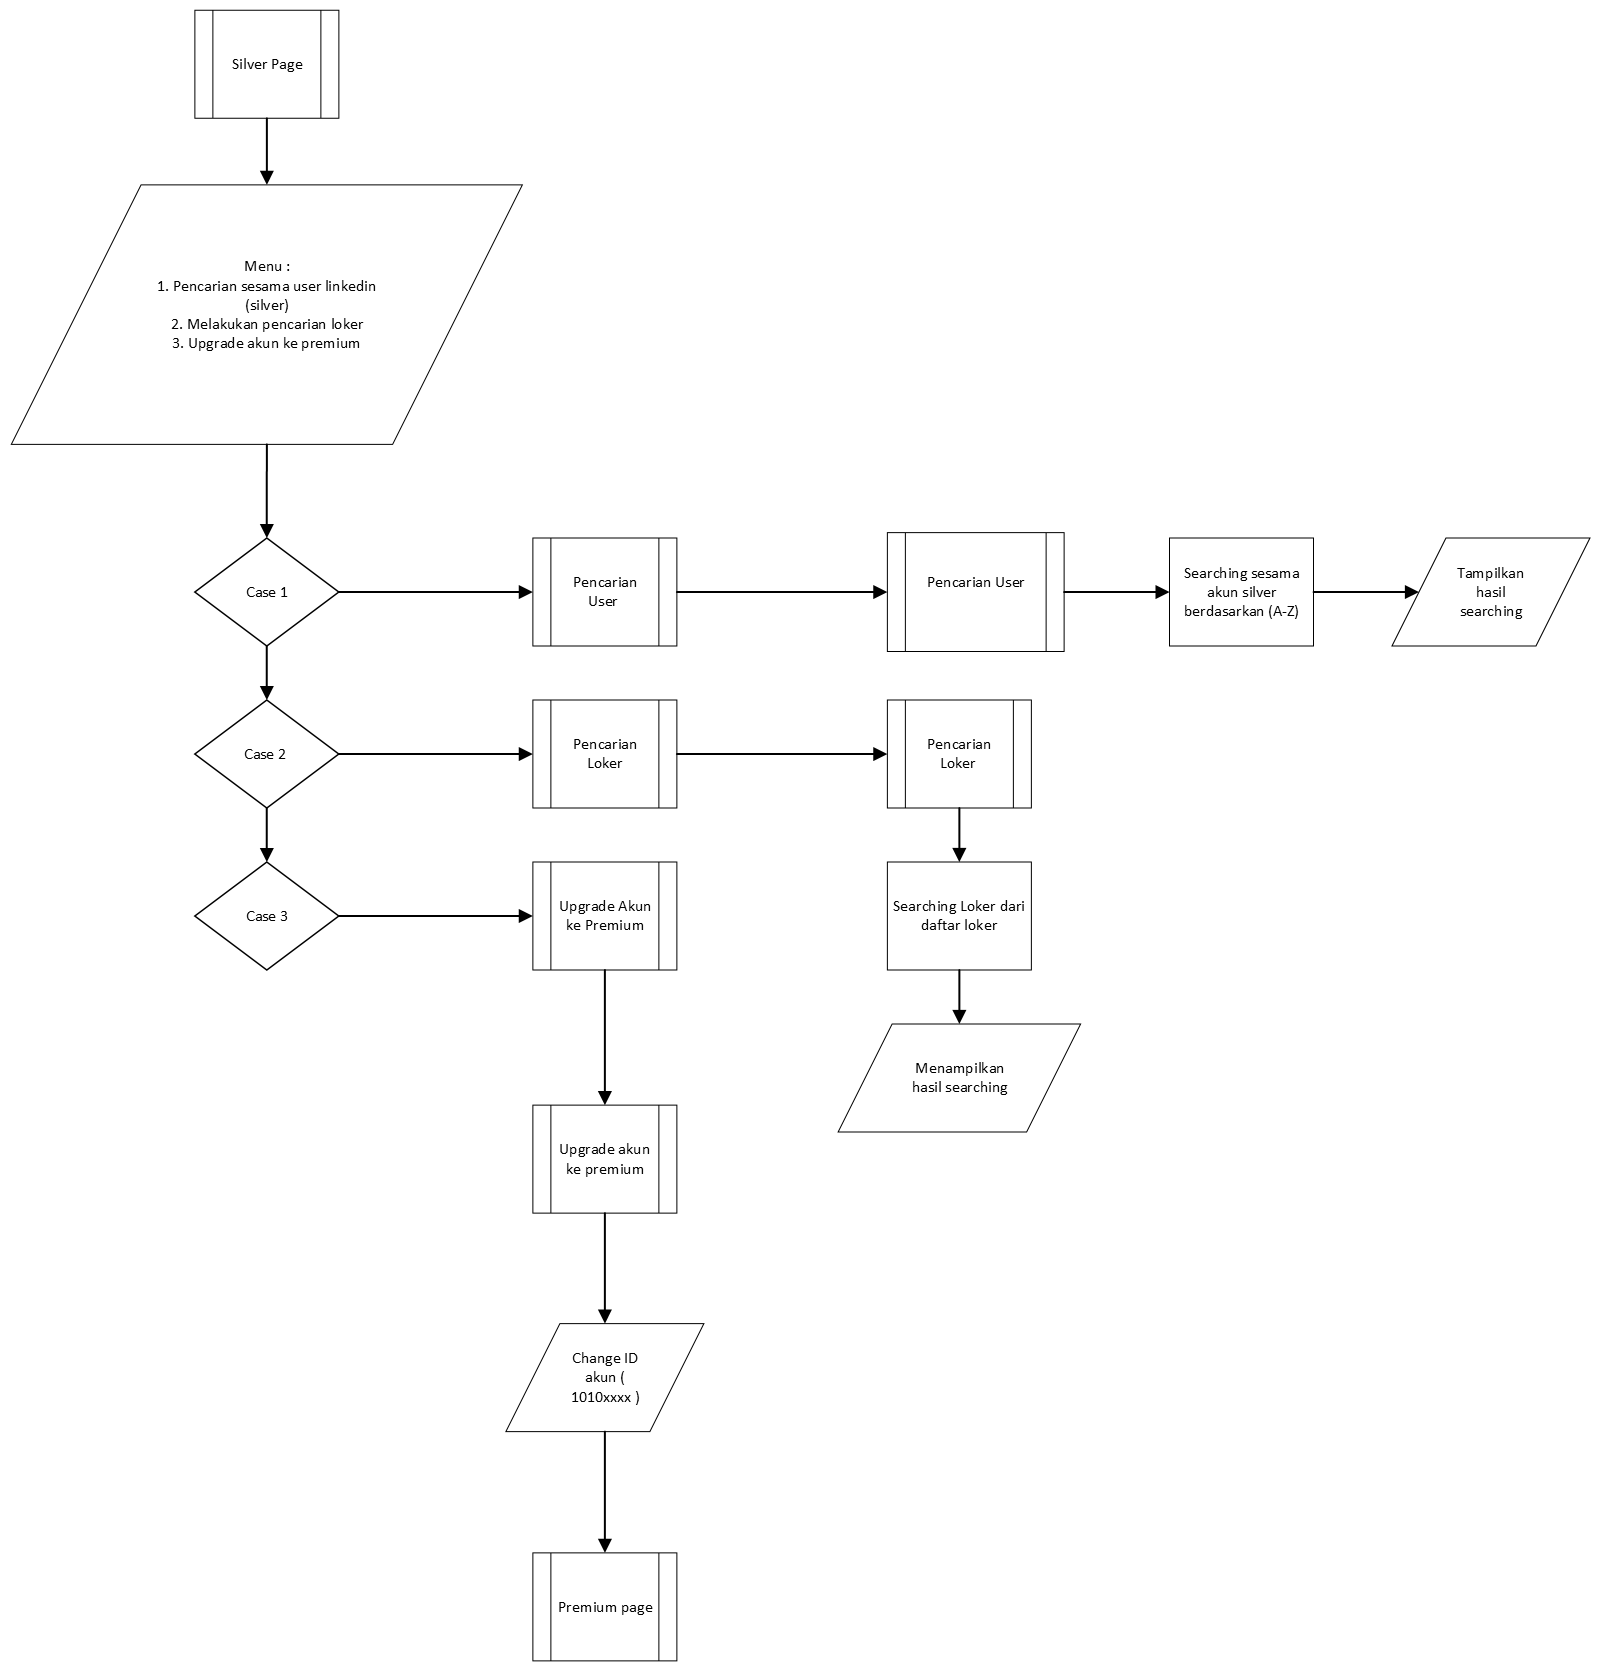 Silver Page
Menu :
1. Pencarian sesama user linkedin
(silver)
2. Melakukan pencarian loker
3. Upgrade akun ke premium
Case 1
Pencarian
User
Pencarian User
Searching sesama
akun silver
berdasarkan (A-Z)
Tampilkan
hasil
searching
Case 2
Pencarian
Loker
Pencarian
Loker
Case 3
Upgrade Akun
ke Premium
Searching Loker dari
daftar loker
Menampilkan
hasil searching
Upgrade akun
ke premium
Change ID
akun (
1010xxxx )
Premium page